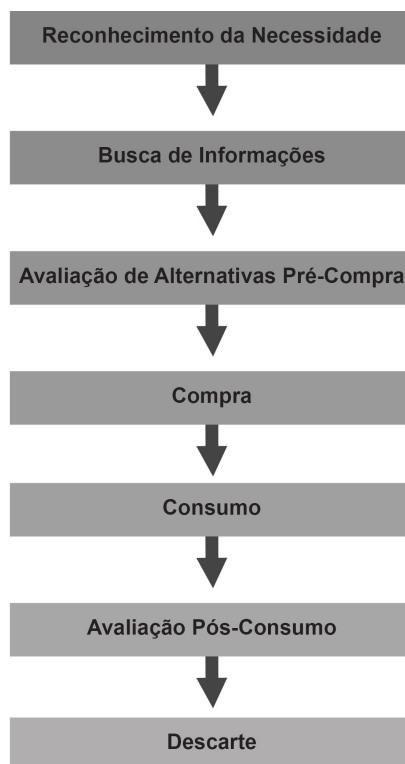 Reconhecimento da Necessidade
Busca de Informações
Avaliação de Alternativas Pré-Compra
Compra
Consumo
Avaliação Pós-Consumo
Descarte